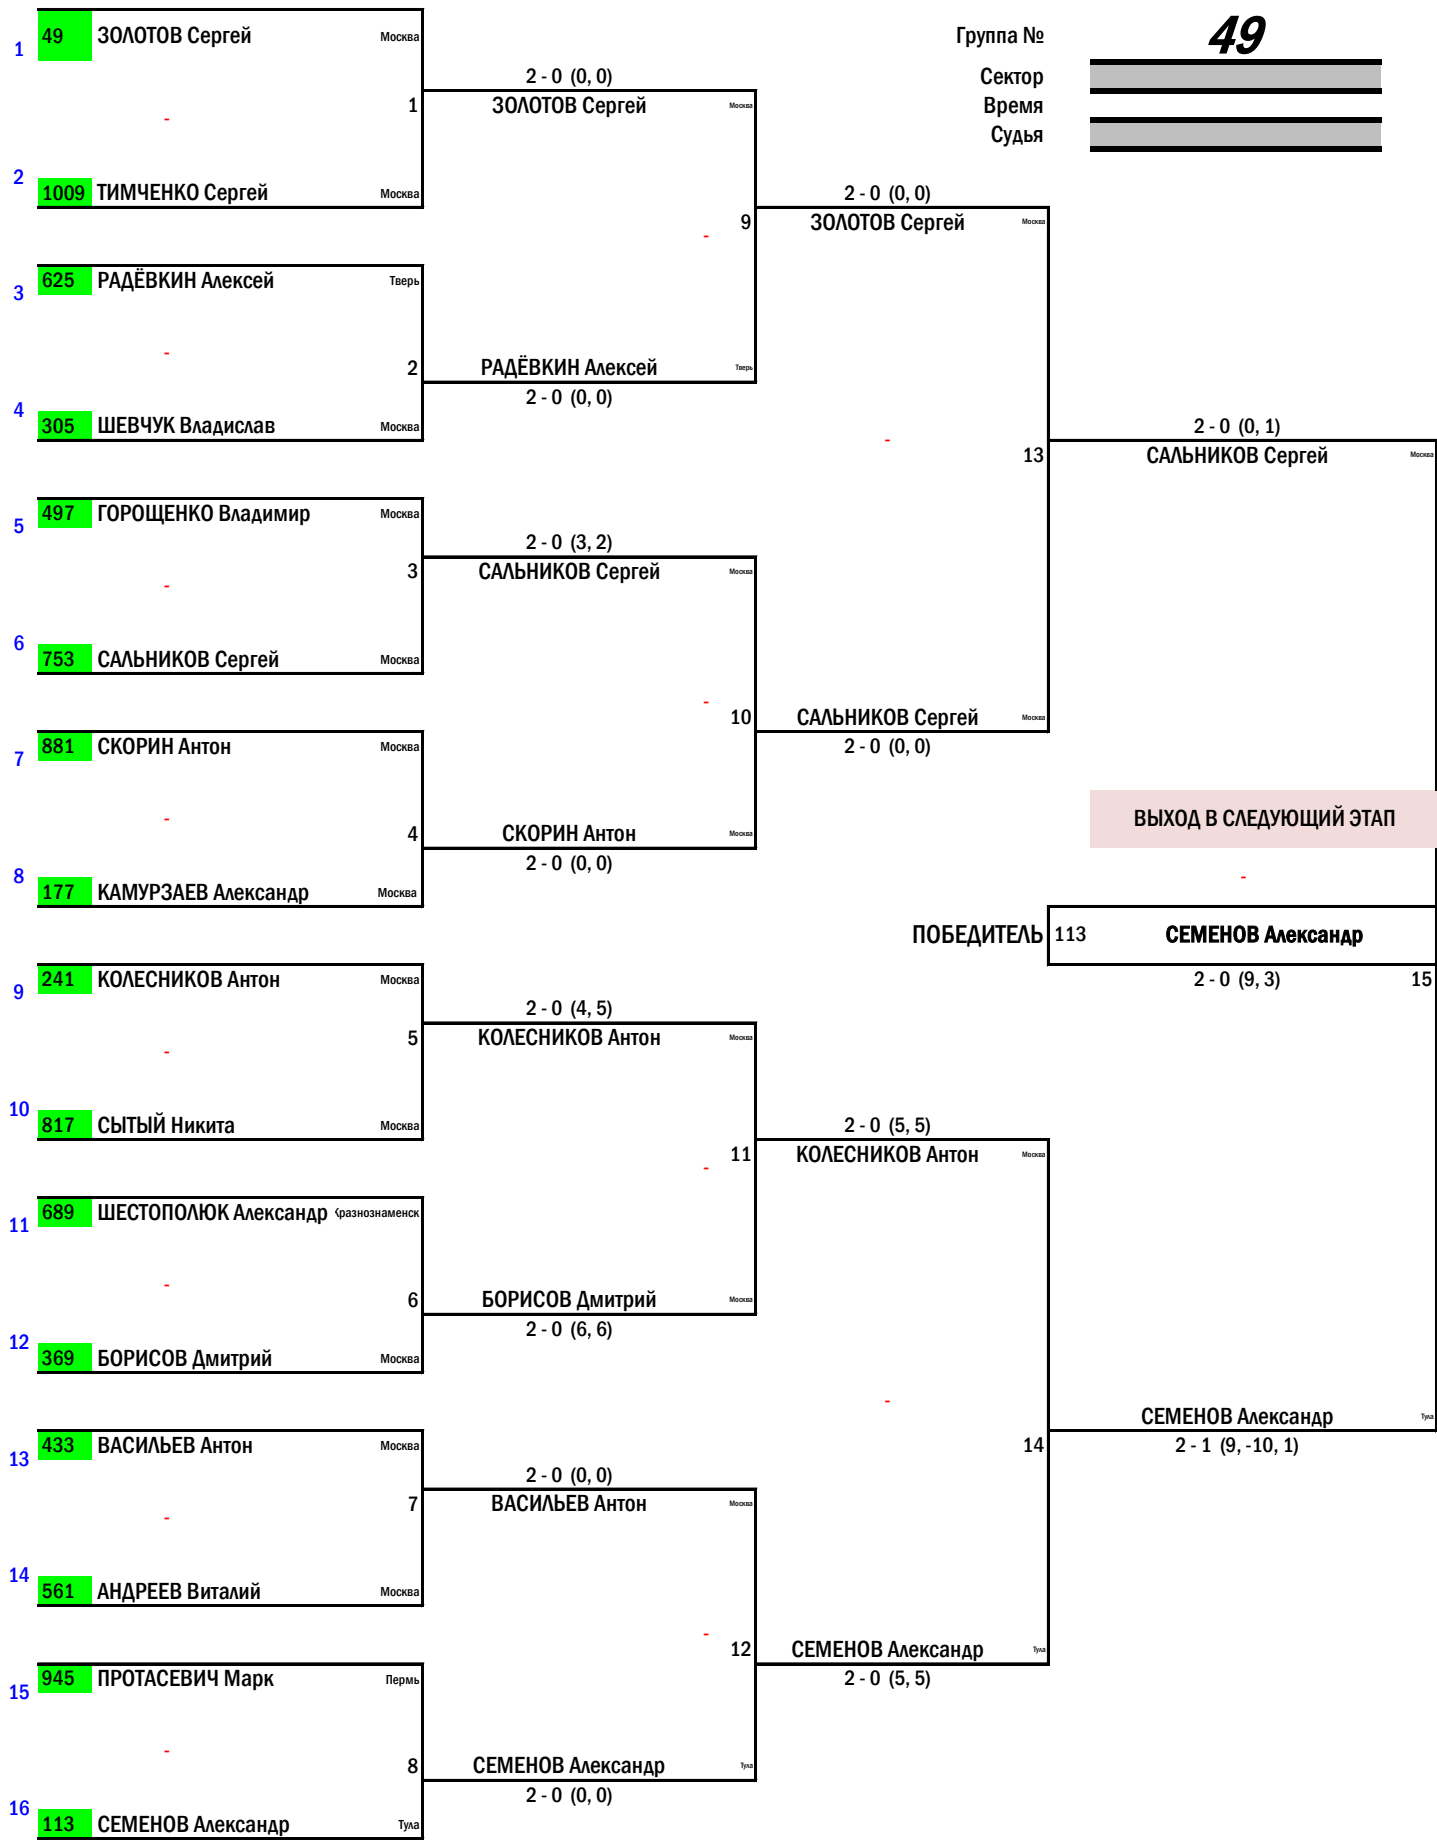 Группа № 49
Сектор
Время
Судья
1 49 ЗОЛОТОВ Сергей Москва
-
1
2 1009 ТИМЧЕНКО Сергей Москва
2 - 0 (0, 0)
ЗОЛОТОВ Сергей Москва
3 625 РАДЁВКИН Алексей Тверь
-
2
4 305 ШЕВЧУК Владислав Москва
РАДЁВКИН Алексей Тверь
2 - 0 (0, 0)
- 9
2 - 0 (0, 0)
ЗОЛОТОВ Сергей Москва
5 497 ГОРОЩЕНКО Владимир Москва
-
3
6 753 САЛЬНИКОВ Сергей Москва
2 - 0 (3, 2)
САЛЬНИКОВ Сергей Москва
7 881 СКОРИН Антон Москва
-
4
8 177 КАМУРЗАЕВ Александр Москва
СКОРИН Антон Москва
2 - 0 (0, 0)
- 10
САЛЬНИКОВ Сергей Москва
2 - 0 (0, 0)
- 13
2 - 0 (0, 1)
САЛЬНИКОВ Сергей Москва
ВЫХОД В СЛЕДУЮЩИЙ ЭТАП
-
ПОБЕДИТЕЛЬ 113 СЕМЕНОВ Александр
2 - 0 (9, 3) 15
9 241 КОЛЕСНИКОВ Антон Москва
-
5
10 817 СЫТЫЙ Никита Москва
2 - 0 (4, 5)
КОЛЕСНИКОВ Антон Москва
11 689 ШЕСТОПОЛЮК Александр Кразнознаменск
-
6
12 369 БОРИСОВ Дмитрий Москва
БОРИСОВ Дмитрий Москва
2 - 0 (6, 6)
- 11
2 - 0 (5, 5)
КОЛЕСНИКОВ Антон Москва
13 433 ВАСИЛЬЕВ Антон Москва
-
7
14 561 АНДРЕЕВ Виталий Москва
2 - 0 (0, 0)
ВАСИЛЬЕВ Антон Москва
15 945 ПРОТАСЕВИЧ Марк Пермь
-
8
16 113 СЕМЕНОВ Александр Тула
СЕМЕНОВ Александр Тула
2 - 0 (0, 0)
- 12
СЕМЕНОВ Александр Тула
2 - 0 (5, 5)
- 14
СЕМЕНОВ Александр Тула
2 - 1 (9, -10, 1)